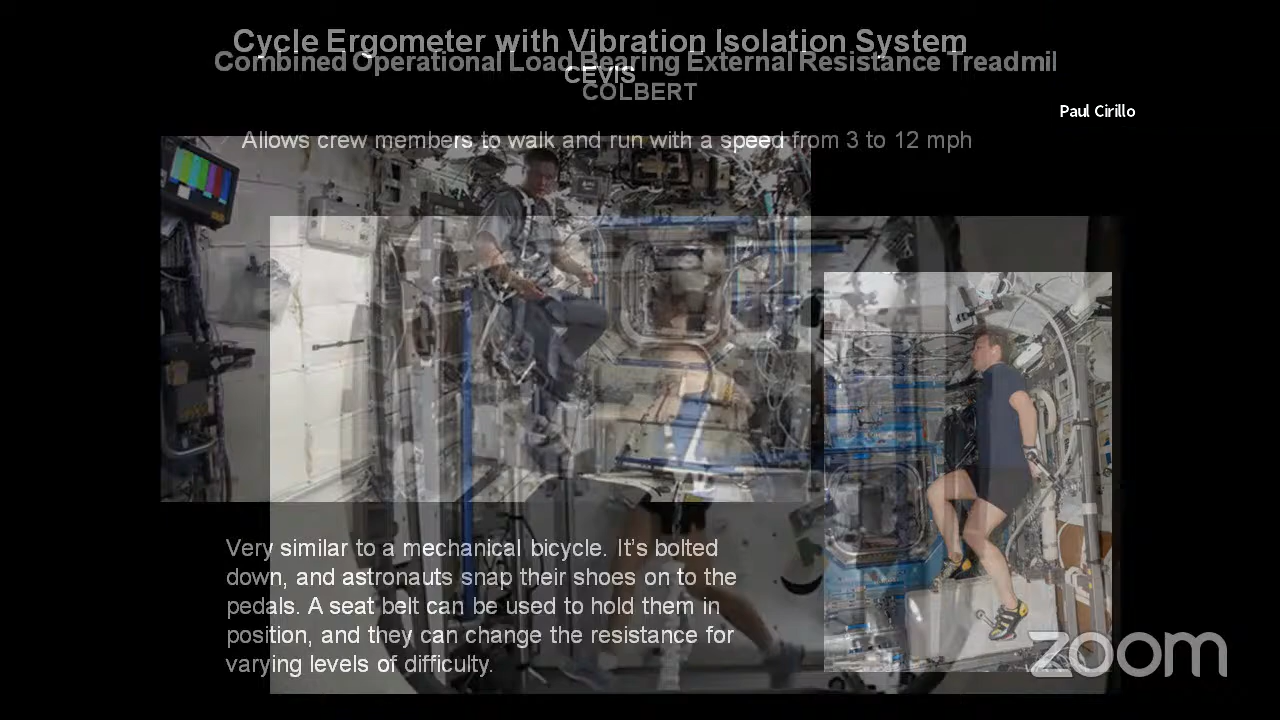 Cycle Ergometer with Vibration Isolation System
Combined Operational Load Bearing External Resistance Treadmil
CEVIS
COLBERT
Paul Cirillo
Allows crew members to walk and run with a speed from 3 to 12 mph
Very similar to a mechanical bicycle. It’s bolted
down, and astronauts snap their shoes on to the
pedals. A seat belt can be used to hold them in
position, and they can change the resistance for
varying levels of difficulty.
zoom